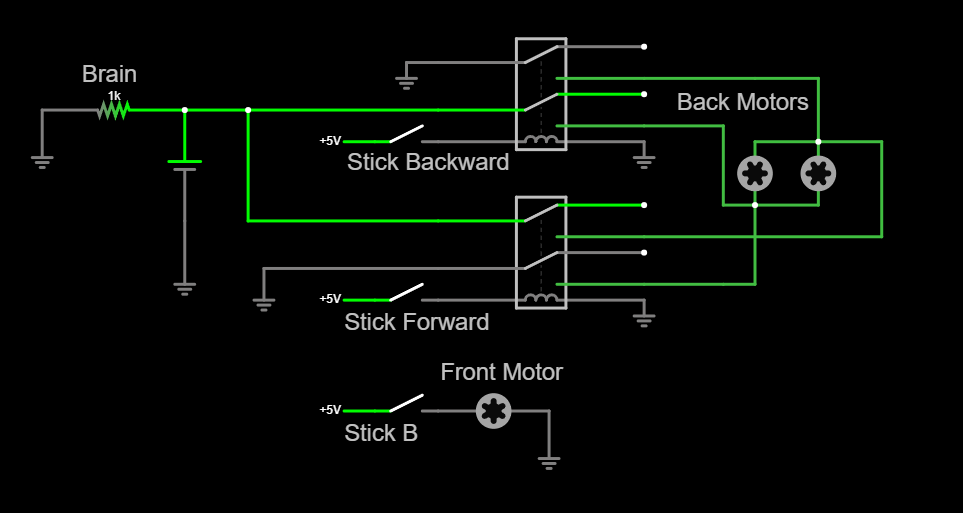 Brain
1k
Back Motors
+5V
Stick Backward
+5V
Stick Forward
Front Motor
+5V
Stick B